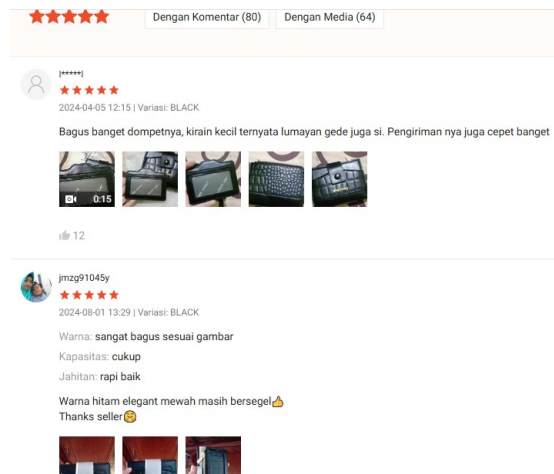 Dengan Komentar (80) Dengan Media (64)
l*****l
2024-04-05 12:15 | Variasi: BLACK
Bagus banget dompetnya, kirain kecil ternyata lumayan gede juga si. Pengiriman nya juga cepet banget
0:15
12
jmzg91045y
2024-08-01 13:29 | Variasi: BLACK
Warna: sangat bagus sesuai gambar
Kapasitas: cukup
Jahitan: rapi baik
Warna hitam elegant mewah masih bersegel👍
Thanks seller🤗